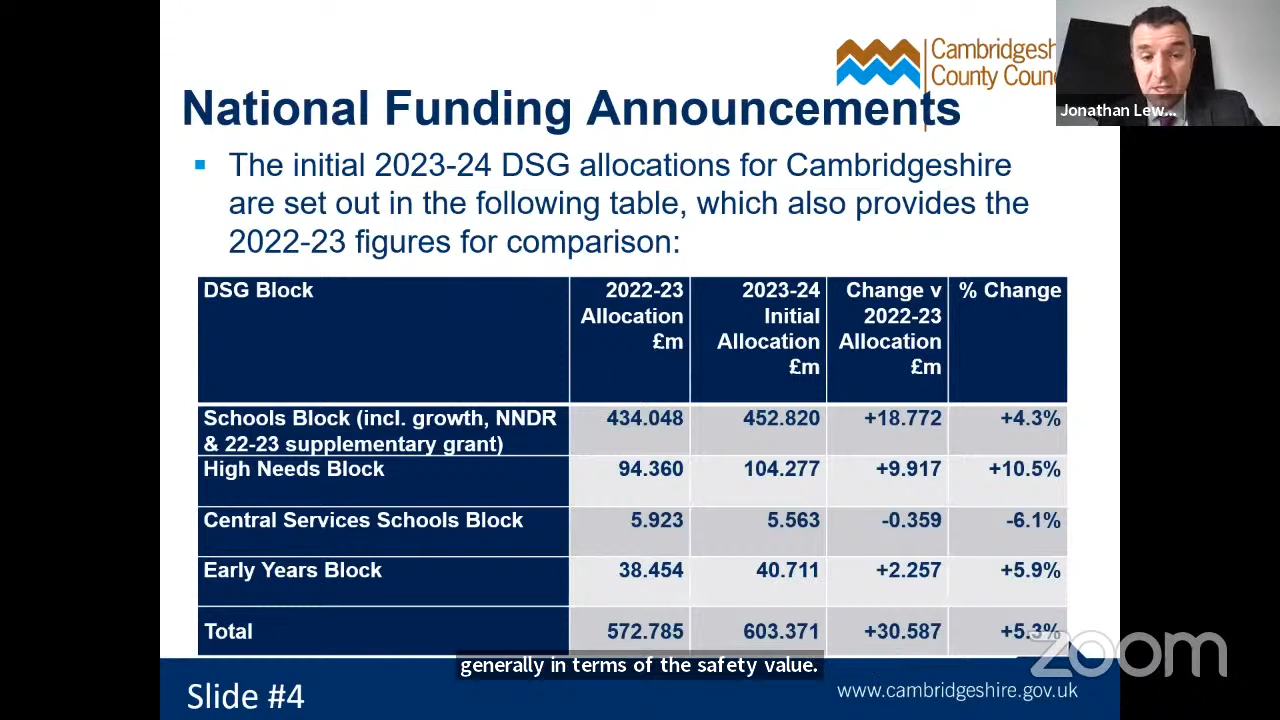 Cambridgesh
County Counc
Jonathan Lew...
National Funding Announcements
▪ The initial 2023-24 DSG allocations for Cambridgeshire
are set out in the following table, which also provides the
2022-23 figures for comparison:
DSG Block 2022-23 2023-24 Change v % Change
Allocation Initial 2022-23
£m Allocation Allocation
£m £m
Schools Block (incl. growth, NNDR 434.048 452.820 +18.772 +4.3%
& 22-23 supplementary grant)
High Needs Block 94.360 104.277 +9.917 +10.5%
Central Services Schools Block 5.923 5.563 -0.359 -6.1%
Early Years Block 38.454 40.711 +2.257 +5.9%
Total 572.785 603.371 +30.587 +5.3%
zoom
generally in terms of the safety value.
Slide #4
www.cambridgeshire.gov.uk